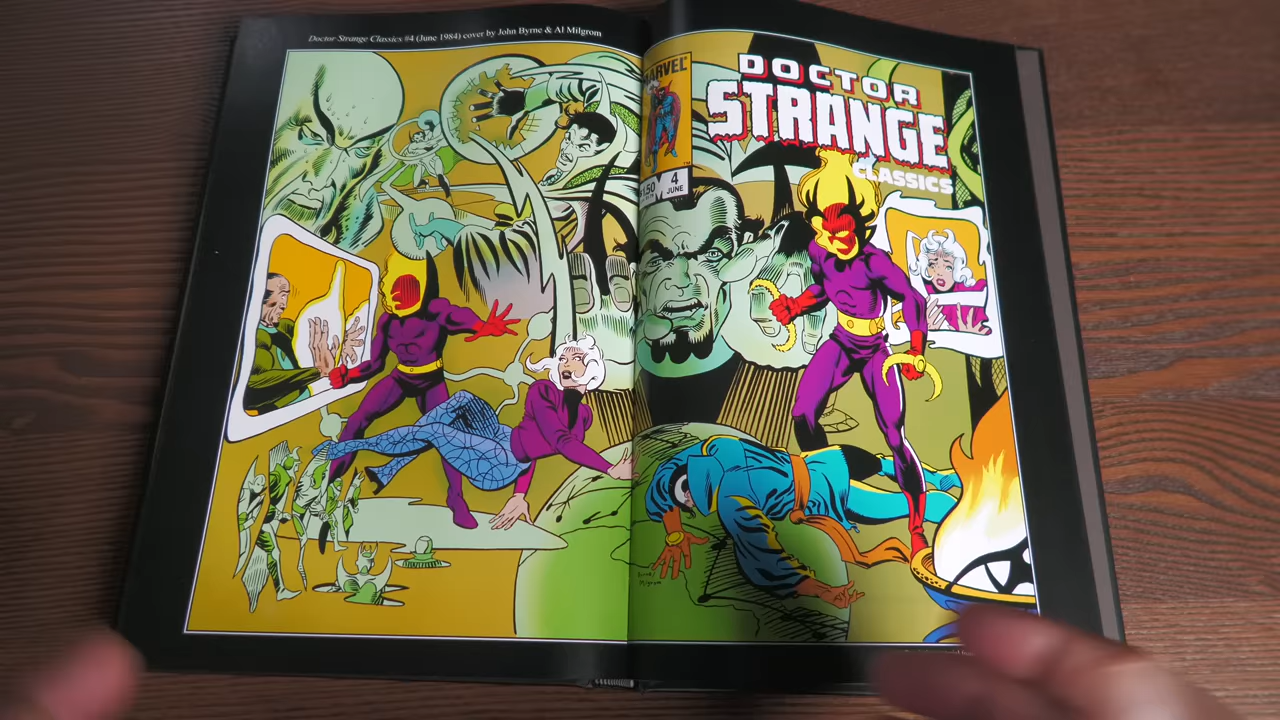 Doctor Strange Classics #4 (June 1984) cover by John Byrne & Al Milgrom
MARVEL
DOCTOR
STRANGE
CLASSICS
4
JUNE